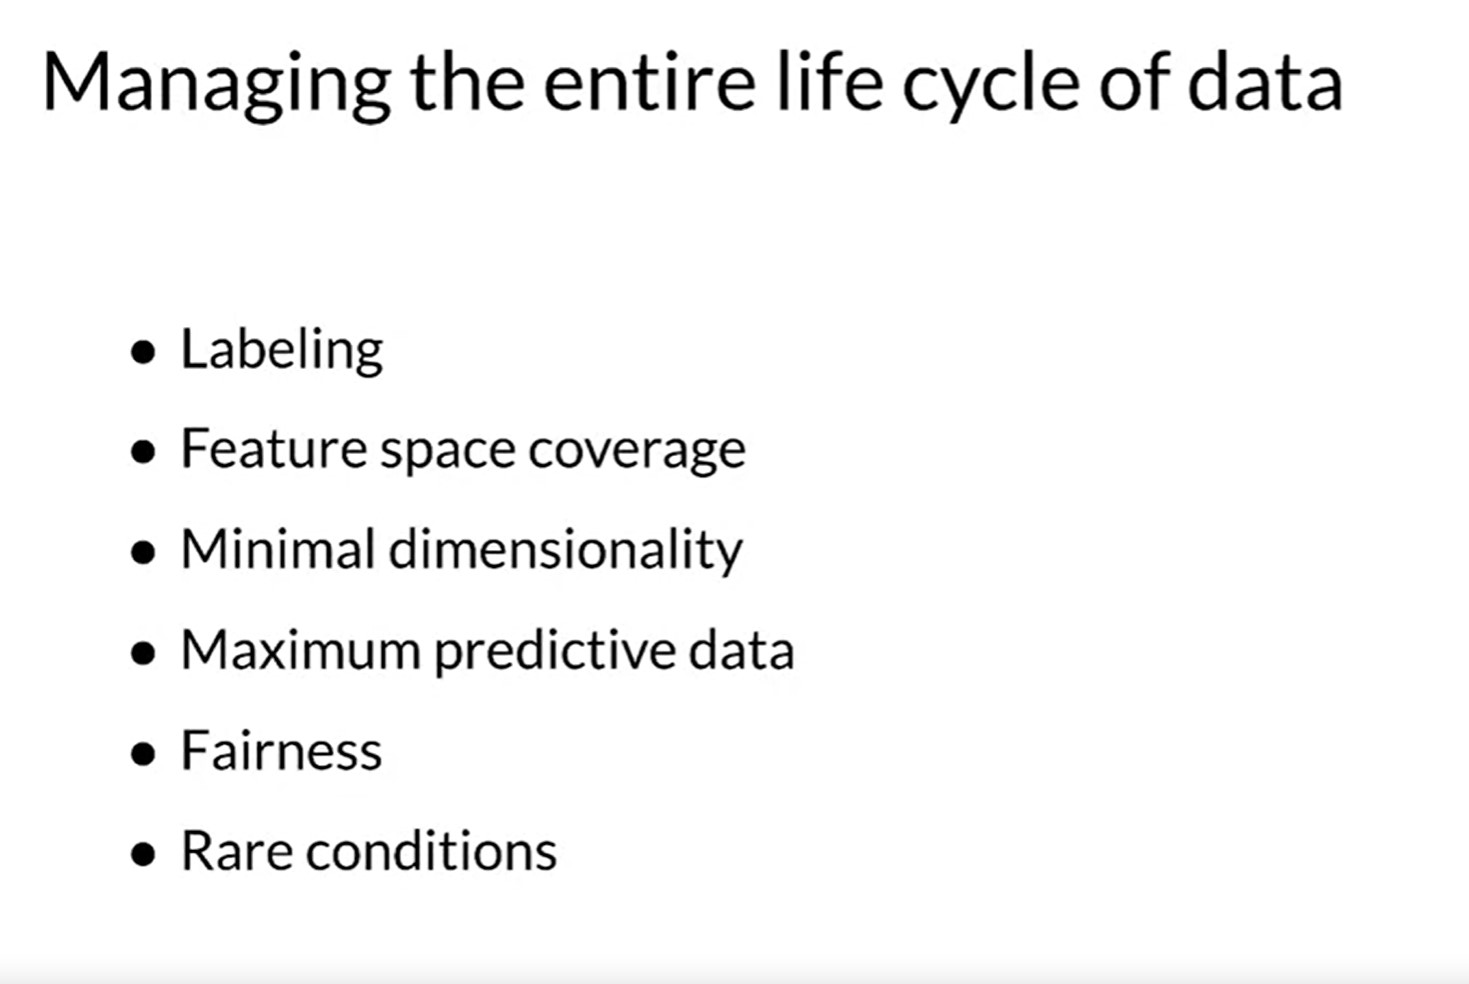 Managing the entire life cycle of data
● Labeling
● Feature space coverage
● Minimal dimensionality
● Maximum predictive data
● Fairness
● Rare conditions